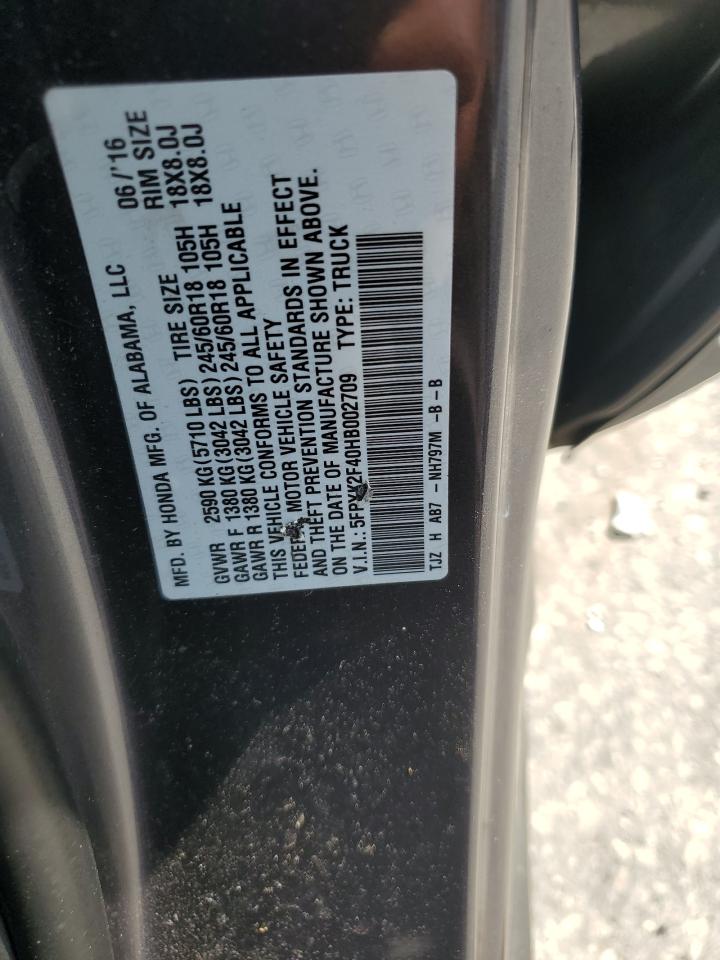 MFD. BY HONDA MFG. OF ALABAMA, LLC 06/'16
GVWR 2590 KG (5710 LBS) TIRE SIZE RIM SIZE
GAWR F 1380 KG (3042 LBS) 245/60R18 105H 18X8.0J
GAWR R 1380 KG (3042 LBS) 245/60R18 105H 18X8.0J
THIS VEHICLE CONFORMS TO ALL APPLICABLE
MOTOR VEHICLE SAFETY
AND THEFT PREVENTION STANDARDS IN EFFECT
ON THE DATE OF MANUFACTURE SHOWN ABOVE.
V.I.N.: TYPE: TRUCK
TJZ H AB7 - NH797M -B -B